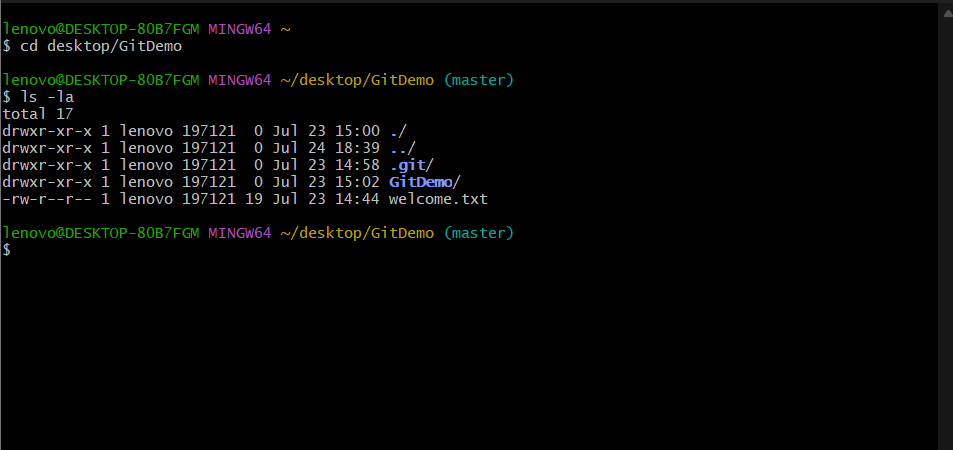 lenovo@DESKTOP-80B7FGM MINGW64 ~
$ cd desktop/GitDemo
lenovo@DESKTOP-80B7FGM MINGW64 ~/desktop/GitDemo (master)
$ ls -la
total 17
drwxr-xr-x 1 lenovo 197121  0 Jul 23 15:00 ./
drwxr-xr-x 1 lenovo 197121  0 Jul 24 18:39 ../
drwxr-xr-x 1 lenovo 197121  0 Jul 23 14:58 .git/
drwxr-xr-x 1 lenovo 197121  0 Jul 23 15:02 GitDemo/
-rw-r--r-- 1 lenovo 197121 19 Jul 23 14:44 welcome.txt
lenovo@DESKTOP-80B7FGM MINGW64 ~/desktop/GitDemo (master)
$